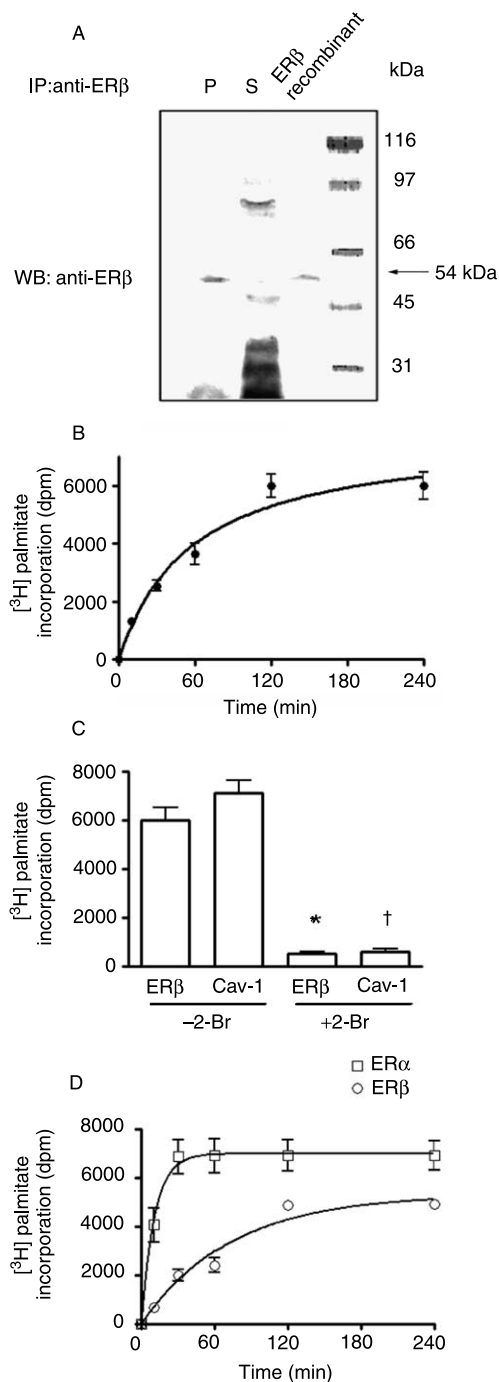 A
IP:anti-ERβ
P
S
ERβ
recombinant
kDa
116
97
66
WB: anti-ERβ
54 kDa
45
31
B
[³H] palmitate
incorporation (dpm)
6000
4000
2000
0
0 60 120 180 240
Time (min)
C
[³H] palmitate
incorporation (dpm)
8000
6000
4000
2000
0
* †
ERβ Cav-1 ERβ Cav-1
–2-Br +2-Br
D
ERα
ERβ
[³H] palmitate
incorporation (dpm)
8000
6000
4000
2000
0
0 60 120 180 240
Time (min)